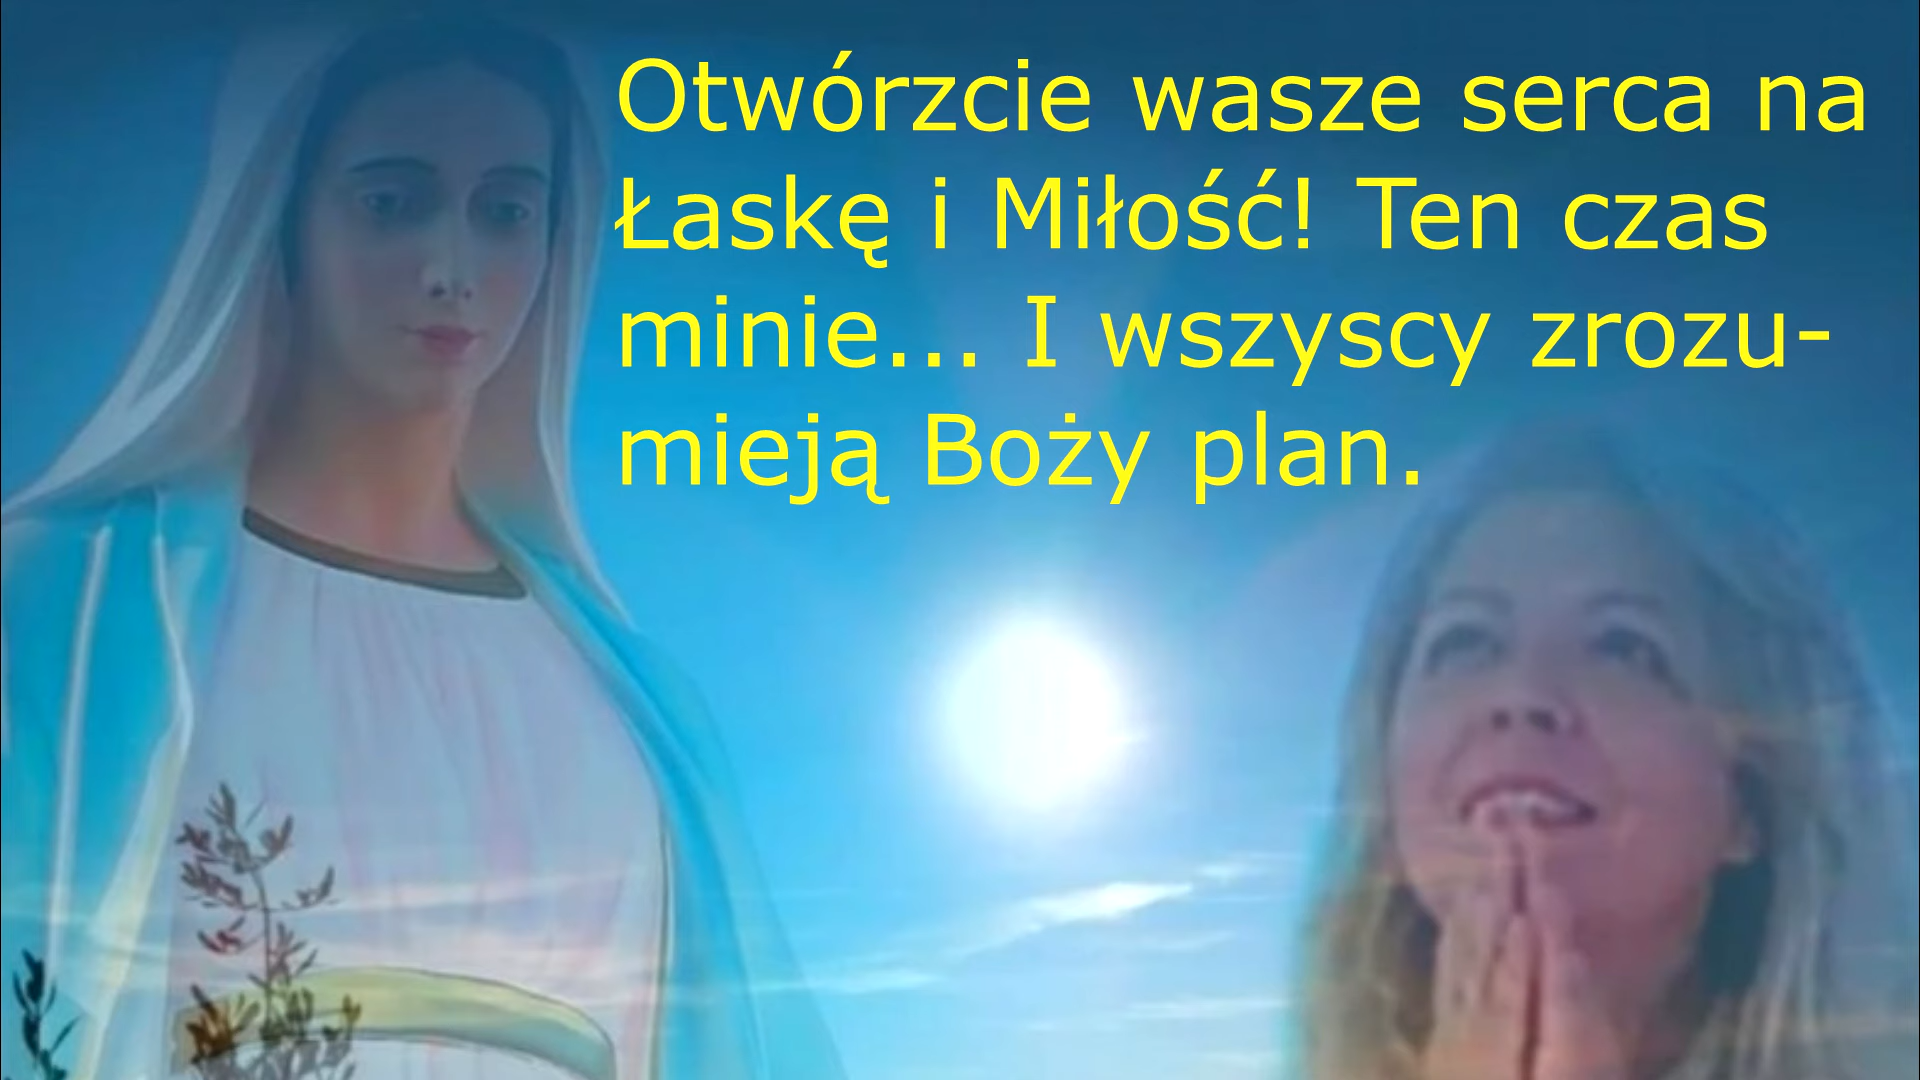 Otwórzcie wasze serca na
Łaskę i Miłość! Ten czas
minie... I wszyscy zrozu-
mieją Boży plan.